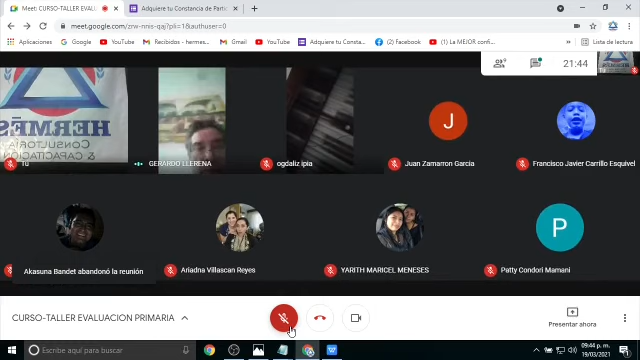 Meet: CURSO-TALLER EVALUA
Adquiere tu Constancia de Partic
meet.google.com/zrw-nnis-qaj?pli=1&authuser=0
Aplicaciones
Google
YouTube
Recibidos - hermes...
Gmail
YouTube
Adquiere tu Constan...
(2) Facebook
(1) La MEJOR confi...
Lista de lectura
21:44
HERMES
CONSULTORIA
& CAPACITACION
Tú
GERARDO LLERENA
ogdaliz ipia
J
Juan Zamarron Garcia
Francisco Javier Carrillo Esquivel
Akasuna Bandet abandonó la reunión
Ariadna Villascan Reyes
YARITH MARICEL MENESES
P
Patty Condori Mamani
CURSO-TALLER EVALUACION PRIMARIA
Presentar ahora
Escribe aquí para buscar
09:44 p. m.
19/03/2021